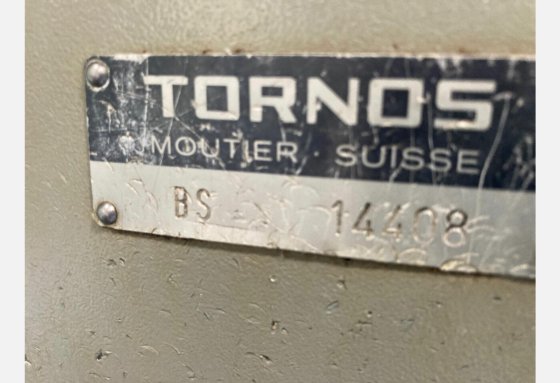 TORNOS
MOUTIER · SUISSE
BS 14408